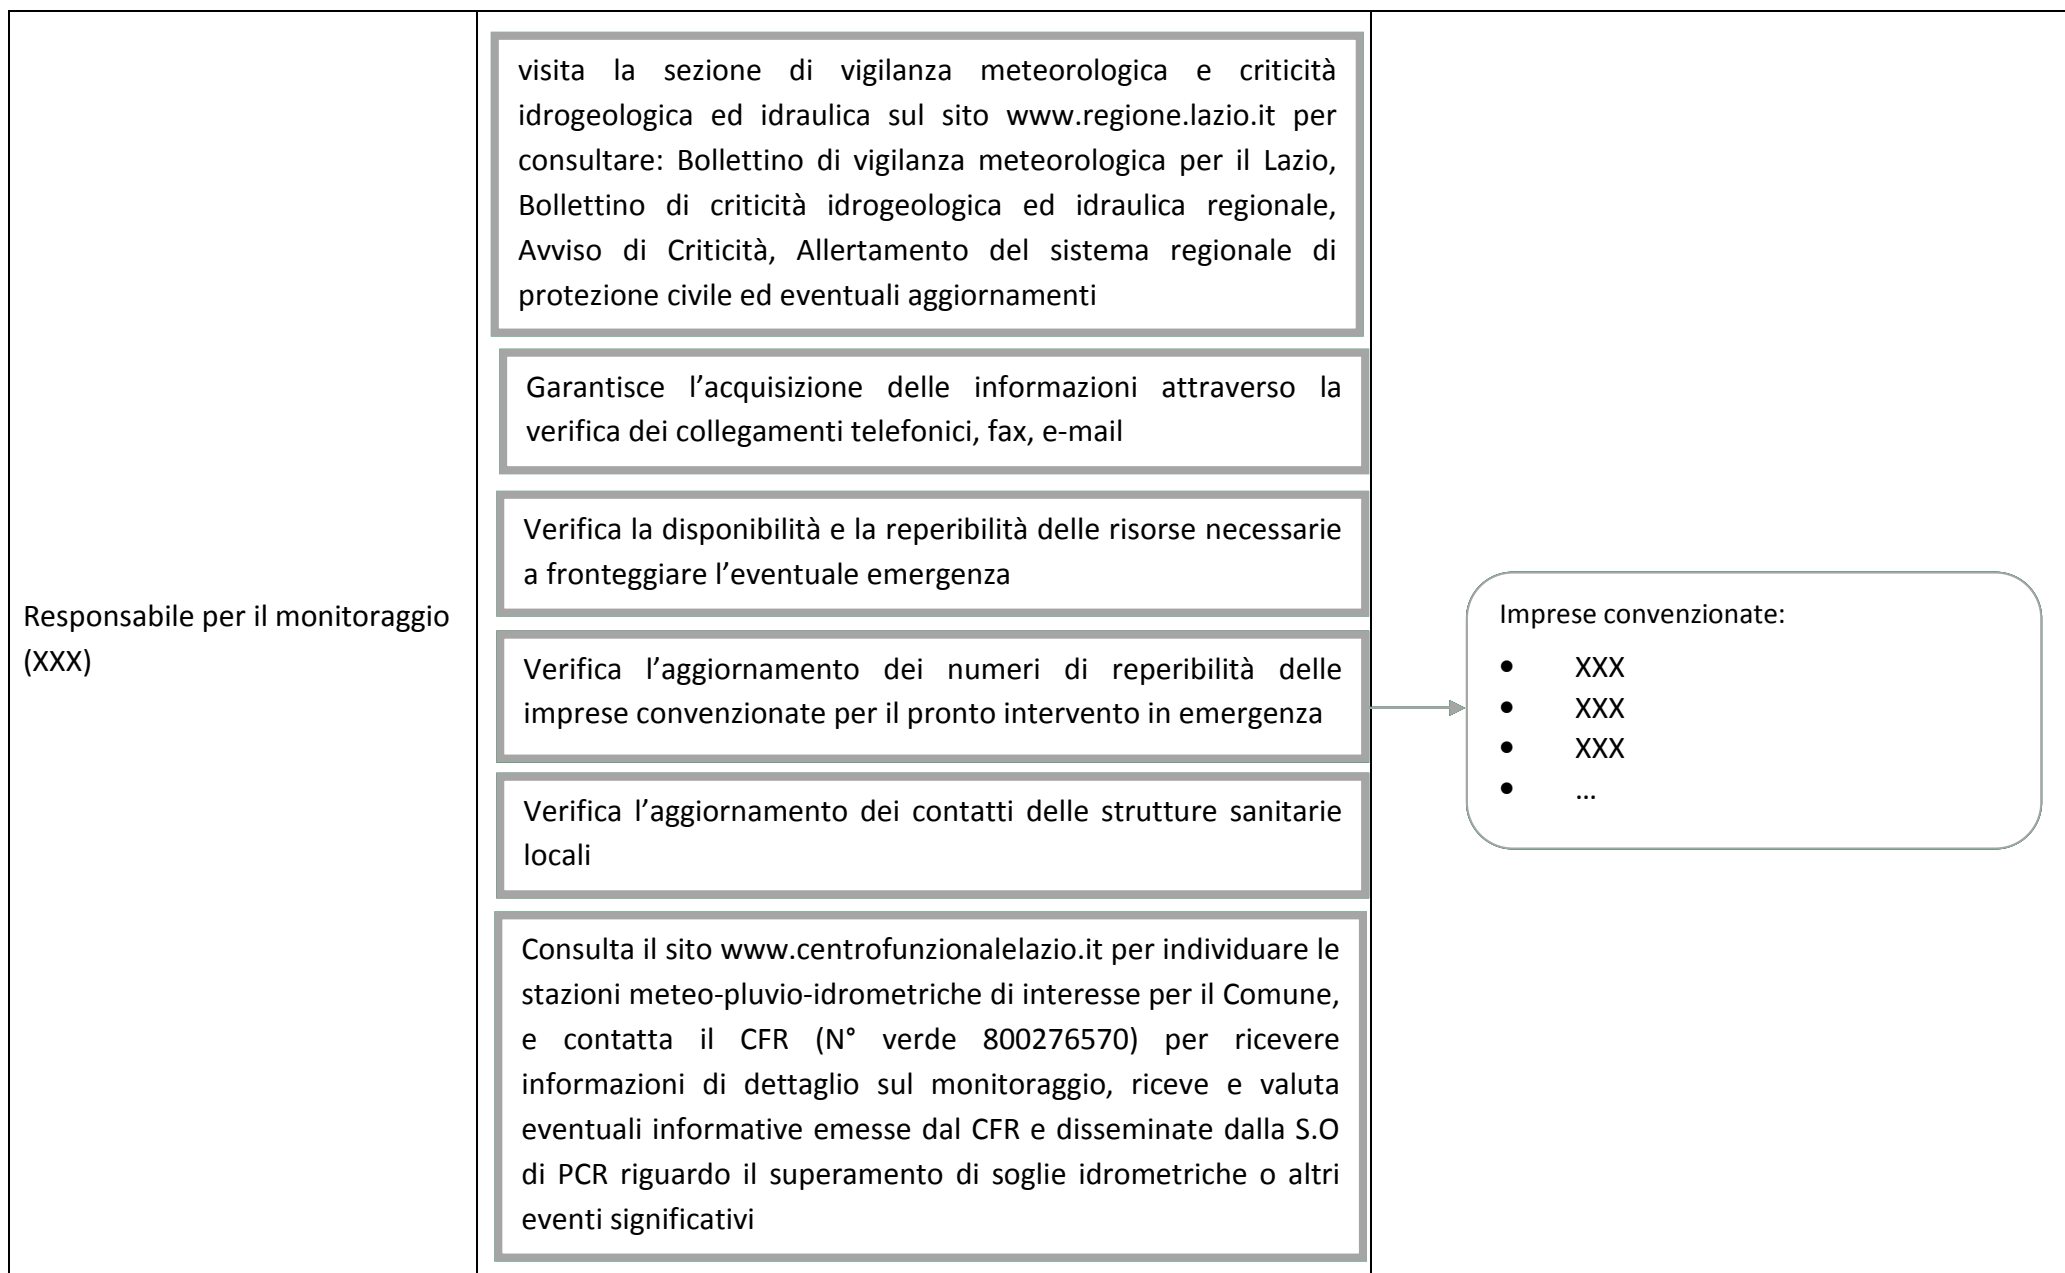 Responsabile per il monitoraggio
(XXX)
visita la sezione di vigilanza meteorologica e criticità
idrogeologica ed idraulica sul sito www.regione.lazio.it per
consultare: Bollettino di vigilanza meteorologica per il Lazio,
Bollettino di criticità idrogeologica ed idraulica regionale,
Avviso di Criticità, Allertamento del sistema regionale di
protezione civile ed eventuali aggiornamenti
Garantisce l’acquisizione delle informazioni attraverso la
verifica dei collegamenti telefonici, fax, e-mail
Verifica la disponibilità e la reperibilità delle risorse necessarie
a fronteggiare l’eventuale emergenza
Verifica l’aggiornamento dei numeri di reperibilità delle
imprese convenzionate per il pronto intervento in emergenza
Verifica l’aggiornamento dei contatti delle strutture sanitarie
locali
Consulta il sito www.centrofunzionalelazio.it per individuare le
stazioni meteo-pluvio-idrometriche di interesse per il Comune,
e contatta il CFR (N° verde 800276570) per ricevere
informazioni di dettaglio sul monitoraggio, riceve e valuta
eventuali informative emesse dal CFR e disseminate dalla S.O
di PCR riguardo il superamento di soglie idrometriche o altri
eventi significativi
Imprese convenzionate:
• XXX
• XXX
• XXX
• …